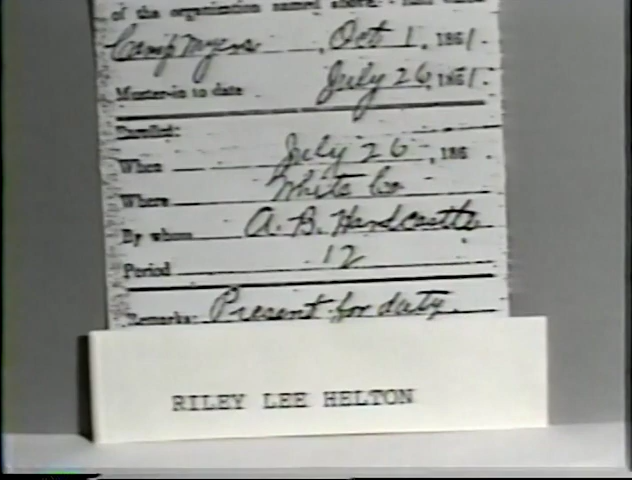 of the organization named above,
Camp Myers, Oct 1, 1861.
Muster-in to date July 26, 1861.
Enrolled:
When July 26, 186 .
Where White Co
By whom A. B. Hardcastle
Period 12
Remarks: Present for duty.
RILEY LEE HELTON